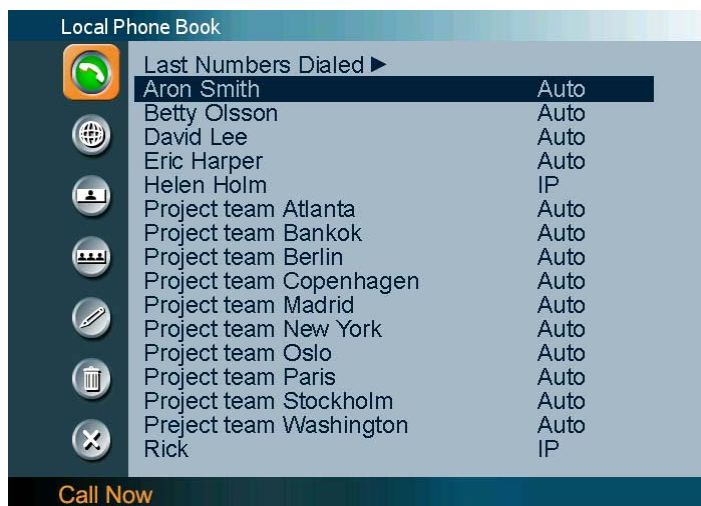 Local Phone Book
Last Numbers Dialed ►
Aron Smith Auto
Betty Olsson Auto
David Lee Auto
Eric Harper Auto
Helen Holm IP
Project team Atlanta Auto
Project team Bankok Auto
Project team Berlin Auto
Project team Copenhagen Auto
Project team Madrid Auto
Project team New York Auto
Project team Oslo Auto
Project team Paris Auto
Project team Stockholm Auto
Preject team Washington Auto
Rick IP
Call Now